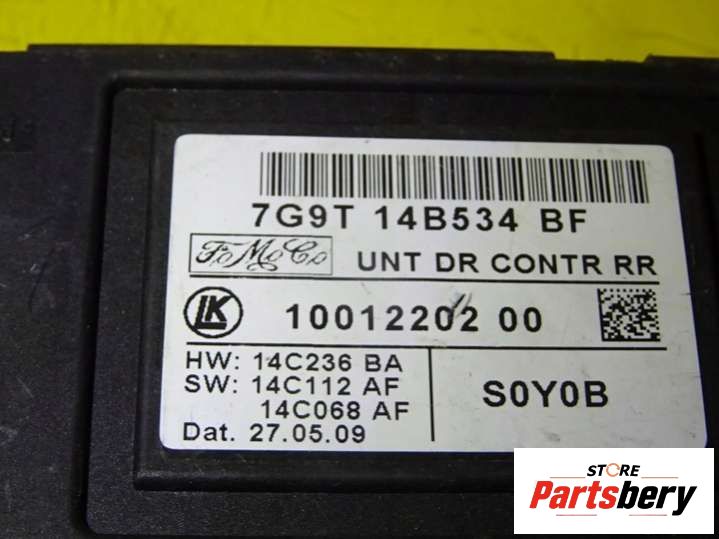 7G9T 14B534 BF
FoMoCo
UNT DR CONTR RR
LK
10012202 00
HW: 14C236 BA
SW: 14C112 AF
14C068 AF
S0Y0B
Dat. 27.05.09
STORE
Partsbery